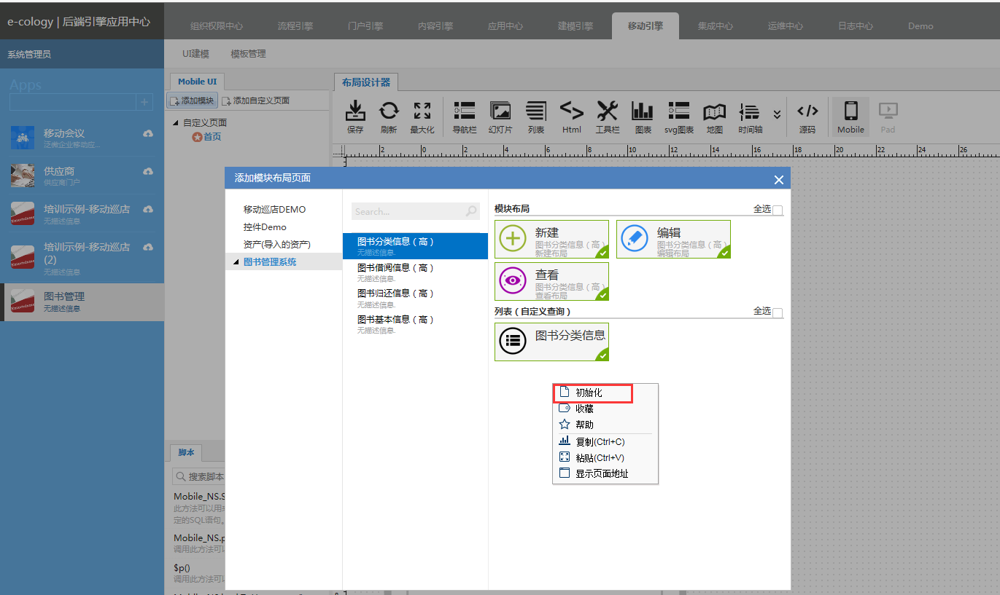 e-cology | 后端引擎应用中心
组织权限中心
流程引擎
门户引擎
内容引擎
应用中心
建模引擎
移动引擎
集成中心
运维中心
日志中心
Demo
系统管理员
UI建模
模板管理
Apps
移动会议
泛微企业移动应...
供应商
供应商门户
培训示例-移动巡店
无描述信息
培训示例-移动巡店
(2)
无描述信息
图书管理
无描述信息
Mobile UI
添加模块
添加自定义页面
自定义页面
首页
布局设计器
保存
刷新
最大化
导航栏
幻灯片
列表
Html
工具栏
图表
svg图表
地图
时间轴
源码
Mobile
Pad
2 0 2 4 6 8 10 12 14 16 18 20 22 24 26
添加模块布局页面
移动巡店DEMO
控件Demo
资产(导入的资产)
图书管理系统
Search...
图书分类信息（高）
无描述信息.
图书借阅信息（高）
无描述信息.
图书归还信息（高）
无描述信息.
图书基本信息（高）
无描述信息.
模块布局
全选
新建
图书分类信息（高）
新建布局
编辑
图书分类信息（高）
编辑布局
查看
图书分类信息（高）
查看布局
列表（自定义查询）
全选
图书分类信息
初始化
收藏
帮助
复制(Ctrl+C)
粘贴(Ctrl+V)
显示页面地址
脚本
搜索脚本
Mobile_NS.S
此方法可以用来
定的SQL语句。
Mobile_NS.p
调用此方法可以
$p()
调用此方法可以